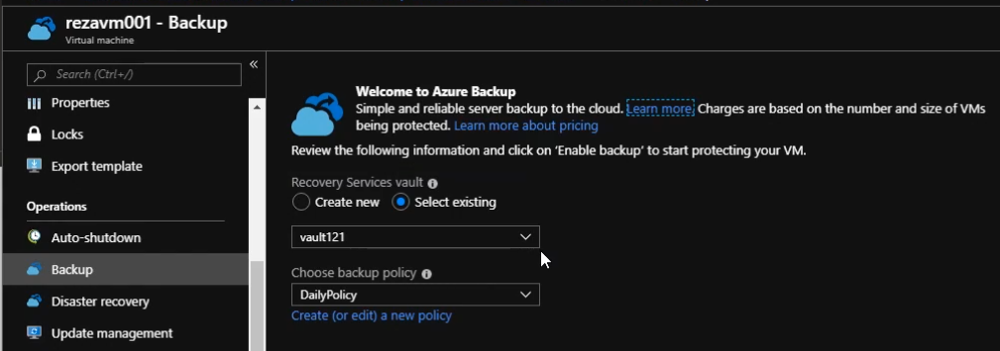 rezavm001 - Backup
Virtual machine
Search (Ctrl+/)
«
Properties
Locks
Export template
Operations
Auto-shutdown
Backup
Disaster recovery
Update management
Welcome to Azure Backup
Simple and reliable server backup to the cloud. Learn more. Charges are based on the number and size of VMs
being protected. Learn more about pricing
Review the following information and click on 'Enable backup' to start protecting your VM.
Recovery Services vault
Create new Select existing
vault121
Choose backup policy
DailyPolicy
Create (or edit) a new policy